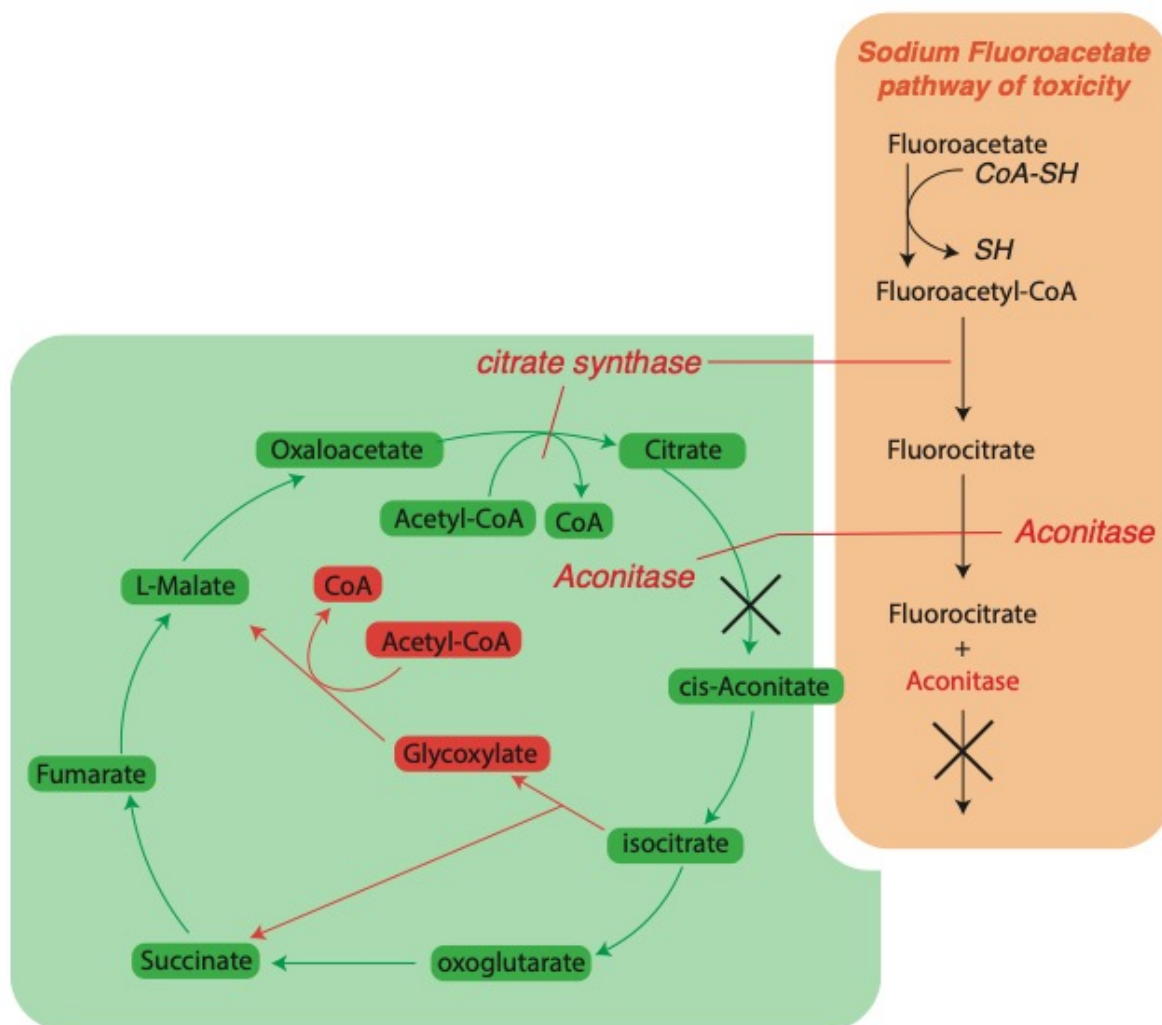 Sodium Fluoroacetate
pathway of toxicity
Fluoroacetate
CoA-SH
SH
Fluoroacetyl-CoA
citrate synthase
Oxaloacetate
Citrate
Fluorocitrate
Acetyl-CoA
CoA
Aconitase
Aconitase
L-Malate
CoA
Acetyl-CoA
Fluorocitrate
+
Aconitase
cis-Aconitate
Glycoxylate
Fumarate
isocitrate
Succinate
oxoglutarate